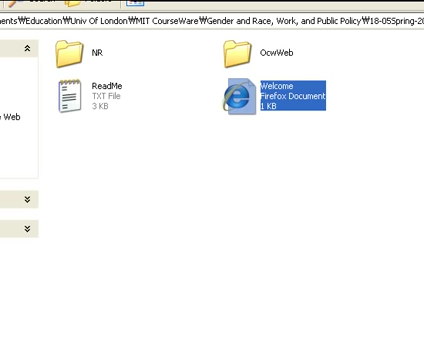 ments₩Education₩Univ Of London₩MIT CourseWare₩Gender and Race, Work, and Public Policy₩18-05Spring-20
NR
OcwWeb
ReadMe
TXT File
3 KB
Welcome
Firefox Document
1 KB
Web